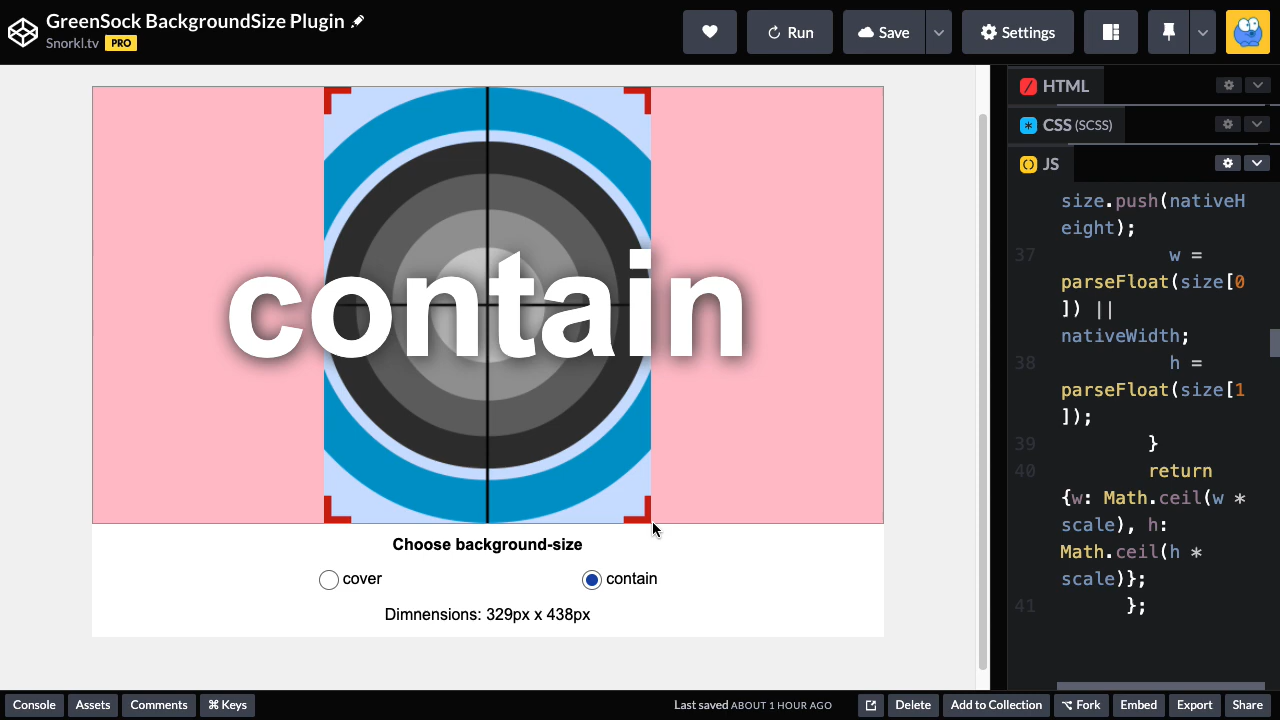 GreenSock BackgroundSize Plugin
Snorkl.tv PRO
Run
Save
Settings
HTML
CSS (SCSS)
JS
size.push(nativeH
eight);
37 w =
parseFloat(size[0
]) ||
nativeWidth;
38 h =
parseFloat(size[1
]);
39 }
40 return
{w: Math.ceil(w *
scale), h:
Math.ceil(h *
scale)};
41 };
contain
Choose background-size
cover contain
Dimnensions: 329px x 438px
Console Assets Comments ⌘ Keys Last saved ABOUT 1 HOUR AGO Delete Add to Collection ⌥ Fork Embed Export Share